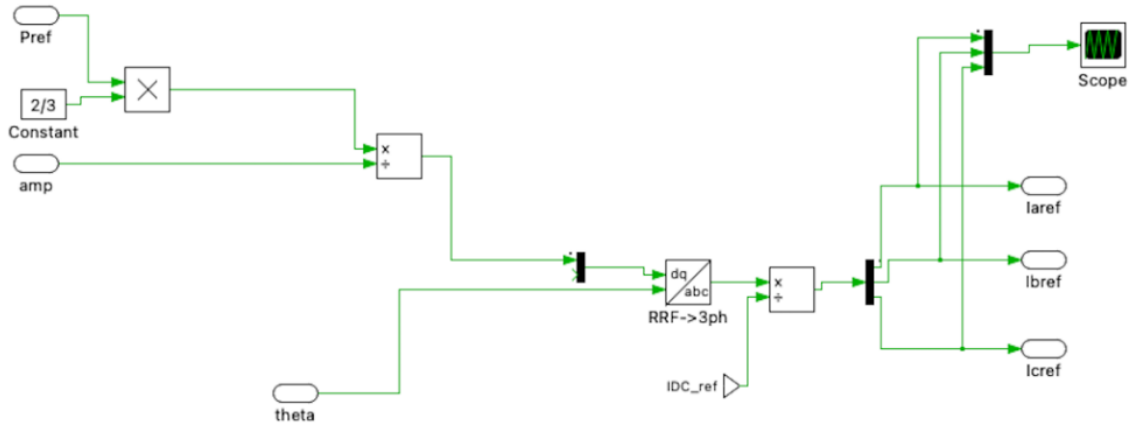 Pref
2/3
Constant
amp
×
÷
theta
dq
abc
RRF->3ph
×
÷
IDC_ref
Scope
Iaref
Ibref
Icref